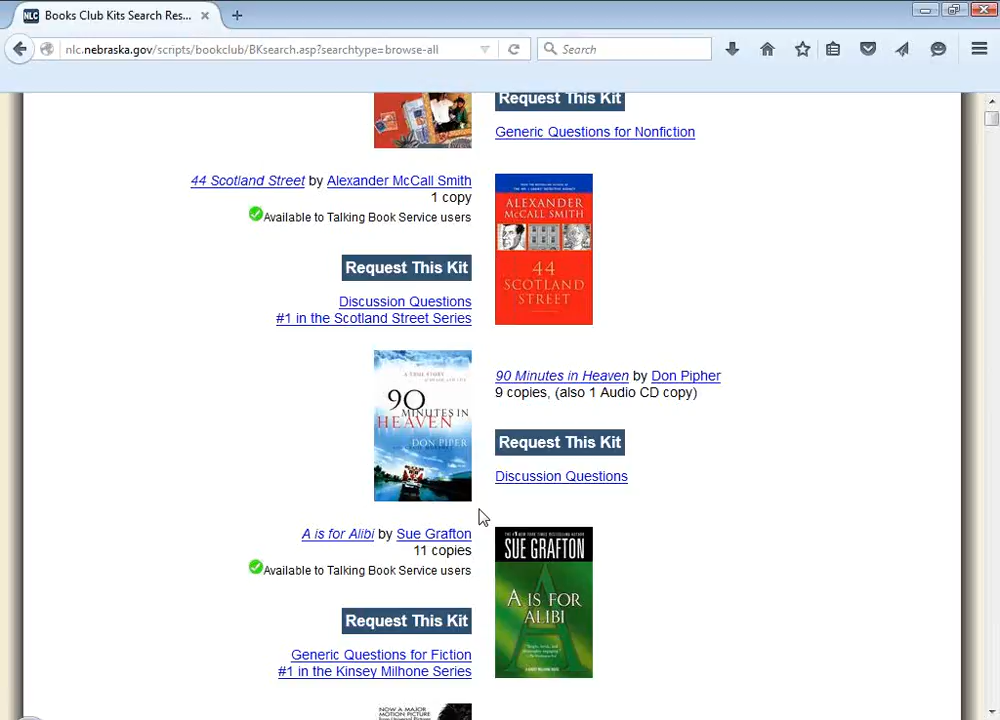 NLC Books Club Kits Search Res...
nlc.nebraska.gov/scripts/bookclub/BKsearch.asp?searchtype=browse-all
Search
Request This Kit
Generic Questions for Nonfiction
44 Scotland Street by Alexander McCall Smith
1 copy
Available to Talking Book Service users
Request This Kit
Discussion Questions
#1 in the Scotland Street Series
ALEXANDER
McCALL SMITH
44
SCOTLAND
STREET
90
MINUTES IN
HEAVEN
DON PIPER
90 Minutes in Heaven by Don Pipher
9 copies, (also 1 Audio CD copy)
Request This Kit
Discussion Questions
A is for Alibi by Sue Grafton
11 copies
Available to Talking Book Service users
Request This Kit
Generic Questions for Fiction
#1 in the Kinsey Milhone Series
SUE GRAFTON
A IS FOR
ALIBI
NOW A MAJOR
MOTION PICTURE